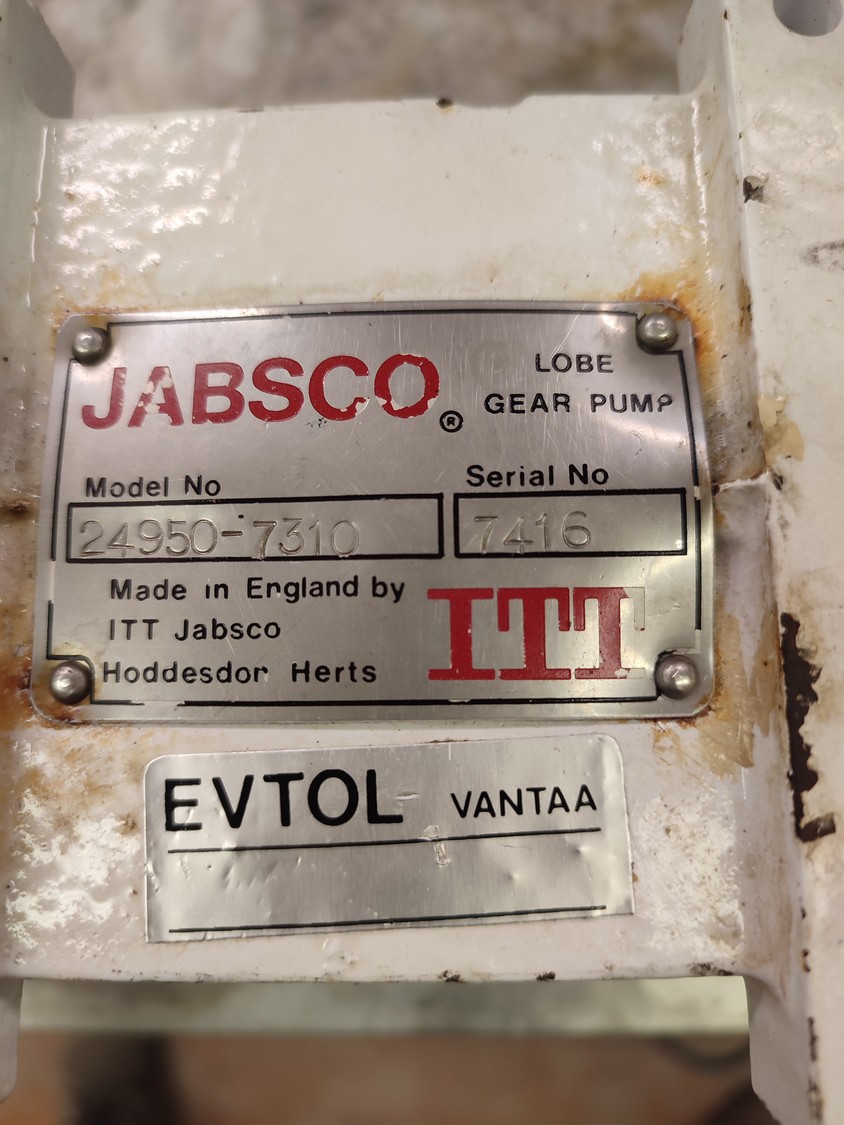 JABSCO®
LOBE
GEAR PUMP
Model No
Serial No
24950-7310
7416
Made in England by
ITT Jabsco
Hoddesdon Herts
ITT
EVTOL VANTAA